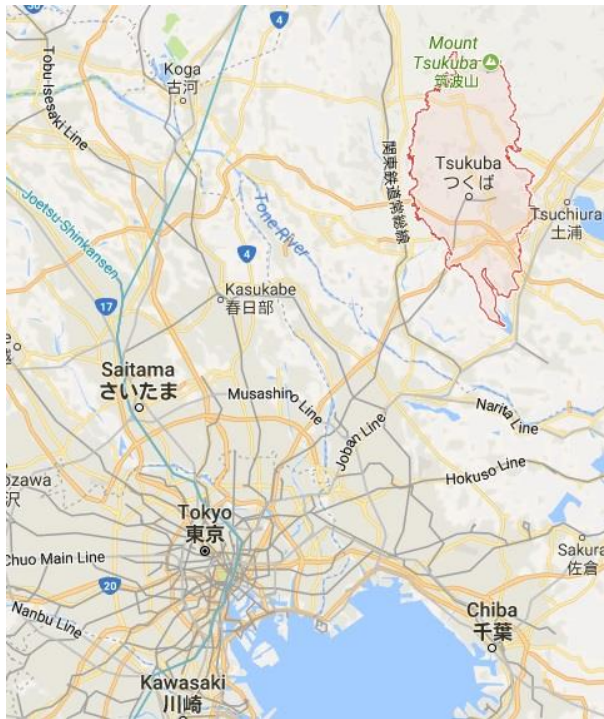 50
4
Mount
Tsukuba
筑波山
Koga
古河
Tobu-Isesaki Line
関東鉄道常総線
Tsukuba
つくば
Joetsu-Shinkansen
Tone River
Tsuchiura
土浦
4
Kasukabe
春日部
17
Saitama
さいたま
Musashino Line
Joban Line
Narita Line
Hokuso Line
ozawa
沢
Tokyo
東京
Sakura
佐倉
Chuo Main Line
20
Nanbu Line
Chiba
千葉
Kawasaki
川崎